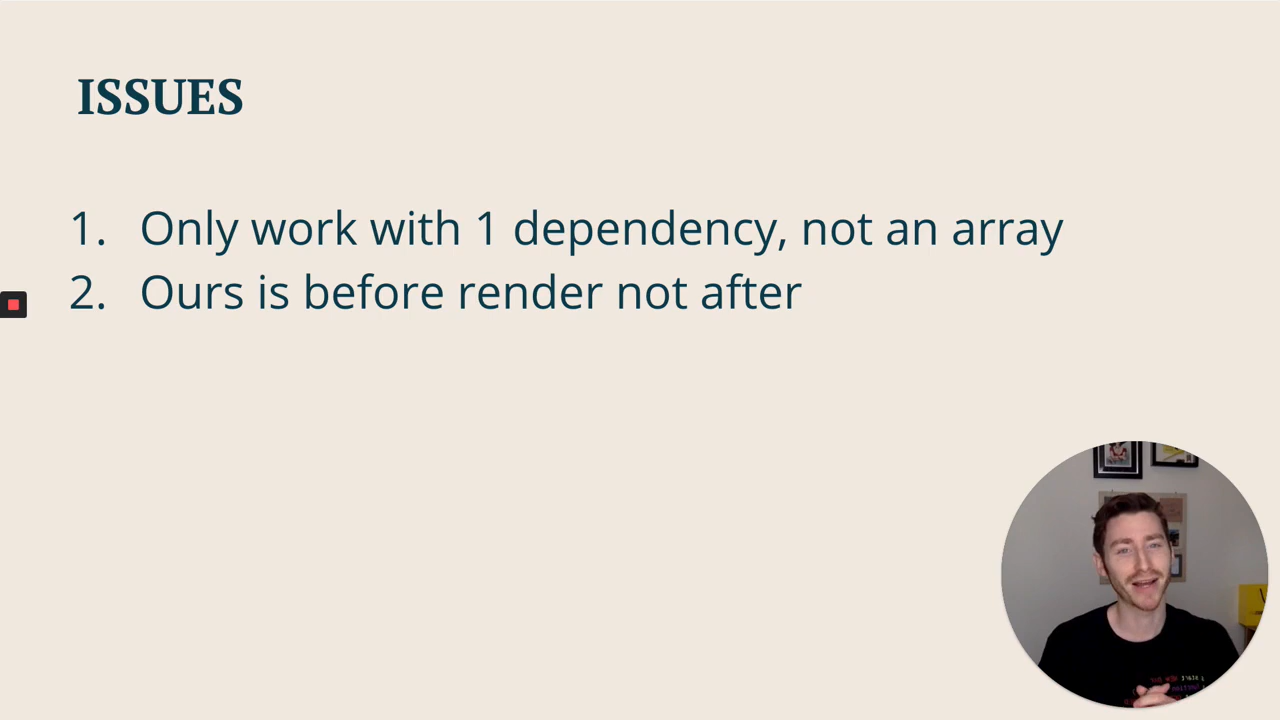 ISSUES
1. Only work with 1 dependency, not an array
2. Ours is before render not after